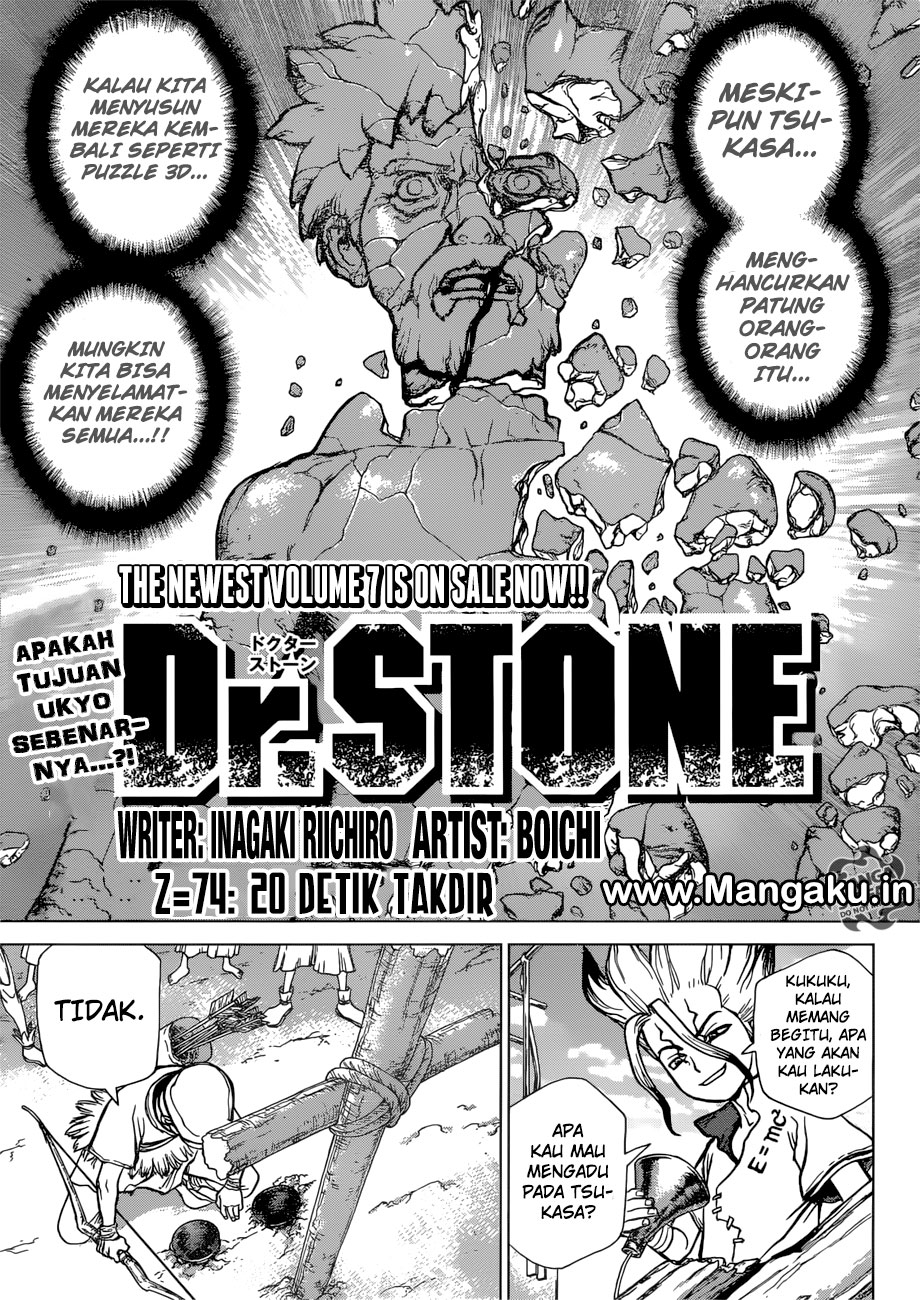 MESKI-
PUN TSU-
KASA...
MENG-
HANCURKAN
PATUNG
ORANG-
ORANG
ITU...
KALAU KITA
MENYUSUN
MEREKA KEM-
BALI SEPERTI
PUZZLE 3D...
MUNGKIN
KITA BISA
MENYELAMAT-
KAN MEREKA
SEMUA...!!
THE NEWEST VOLUME 7 IS ON SALE NOW!!
APAKAH
TUJUAN
UKYO
SEBENAR-
NYA...?!
ドクター
ストーン
Dr.STONE
WRITER: INAGAKI RIICHIRO ARTIST: BOICHI
Z=74: 20 DETIK TAKDIR
www.Mangaku.in
MANGA
DO NOT
KUKUKU,
KALAU
MEMANG
BEGITU, APA
YANG AKAN
KAU LAKU-
KAN?
APA
KAU MAU
MENGADU
PADA TSU-
KASA?
E=mc²
TIDAK.